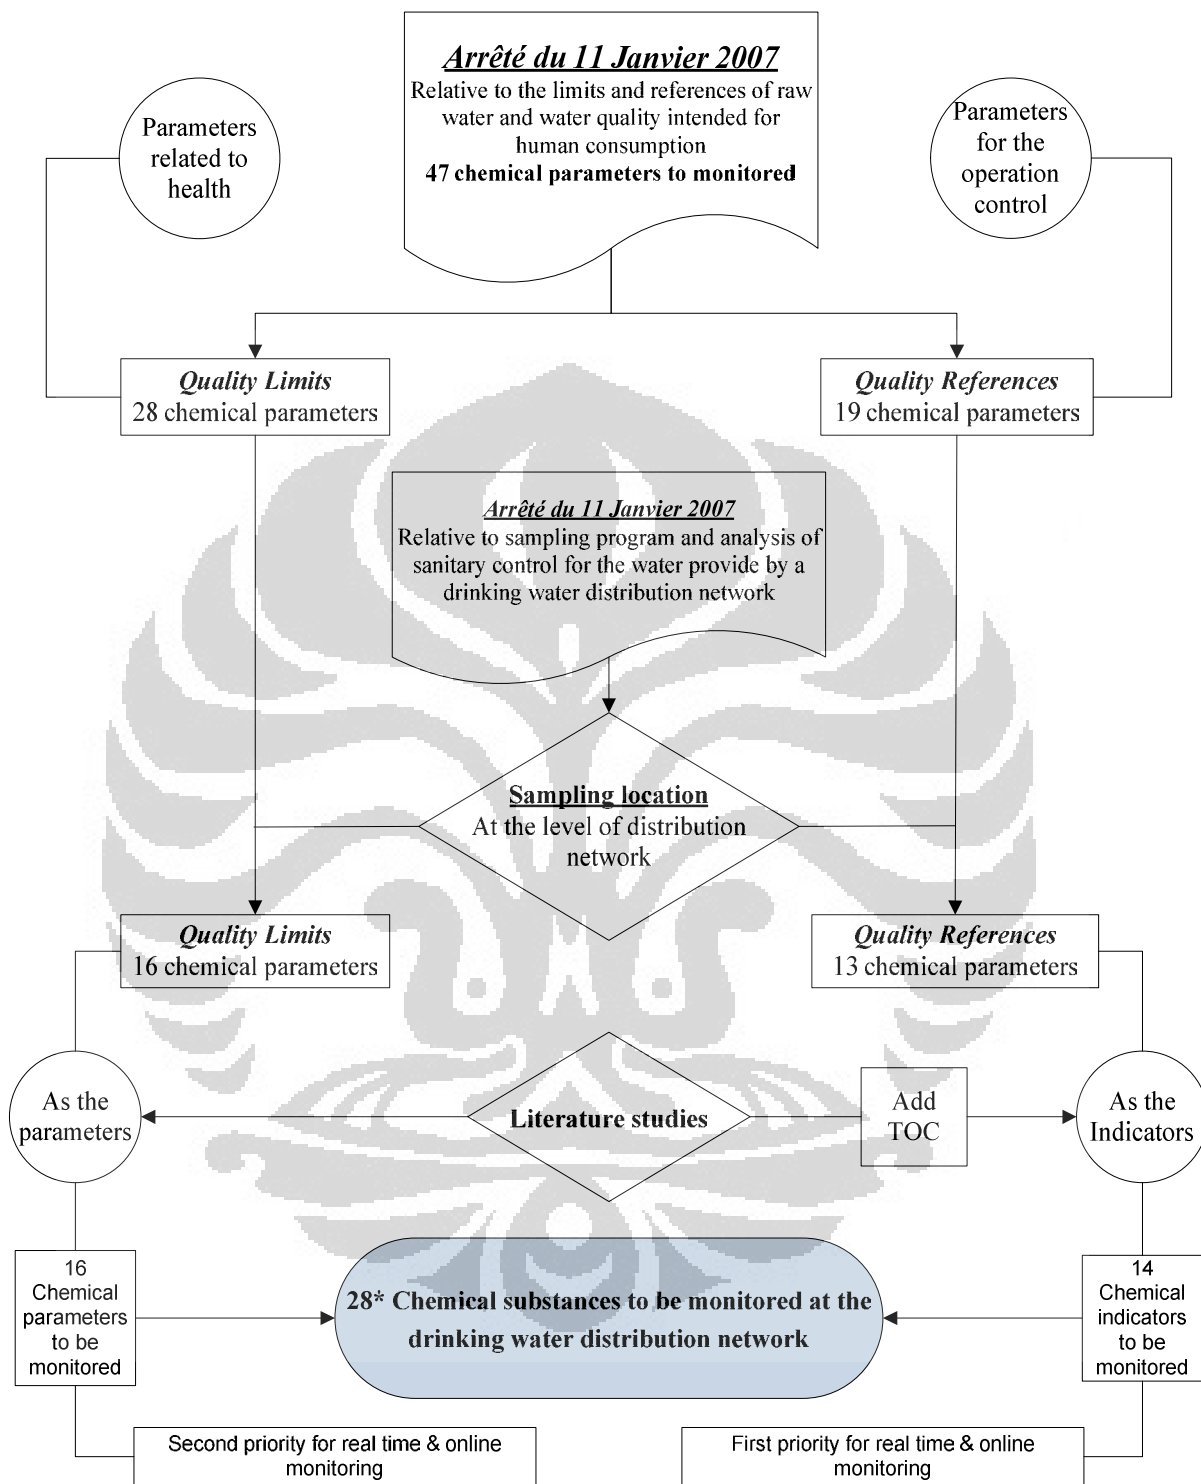 Arrêté du 11 Janvier 2007
Relative to the limits and references of raw
water and water quality intended for
human consumption
47 chemical parameters to monitored
Parameters
related to
health
Parameters
for the
operation
control
Quality Limits
28 chemical parameters
Quality References
19 chemical parameters
Arrêté du 11 Janvier 2007
Relative to sampling program and analysis of
sanitary control for the water provide by a
drinking water distribution network
Sampling location
At the level of distribution
network
Quality Limits
16 chemical parameters
Quality References
13 chemical parameters
As the
parameters
Literature studies
Add
TOC
As the
Indicators
16
Chemical
parameters
to be
monitored
28* Chemical substances to be monitored at the
drinking water distribution network
14
Chemical
indicators
to be
monitored
Second priority for real time & online
monitoring
First priority for real time & online
monitoring